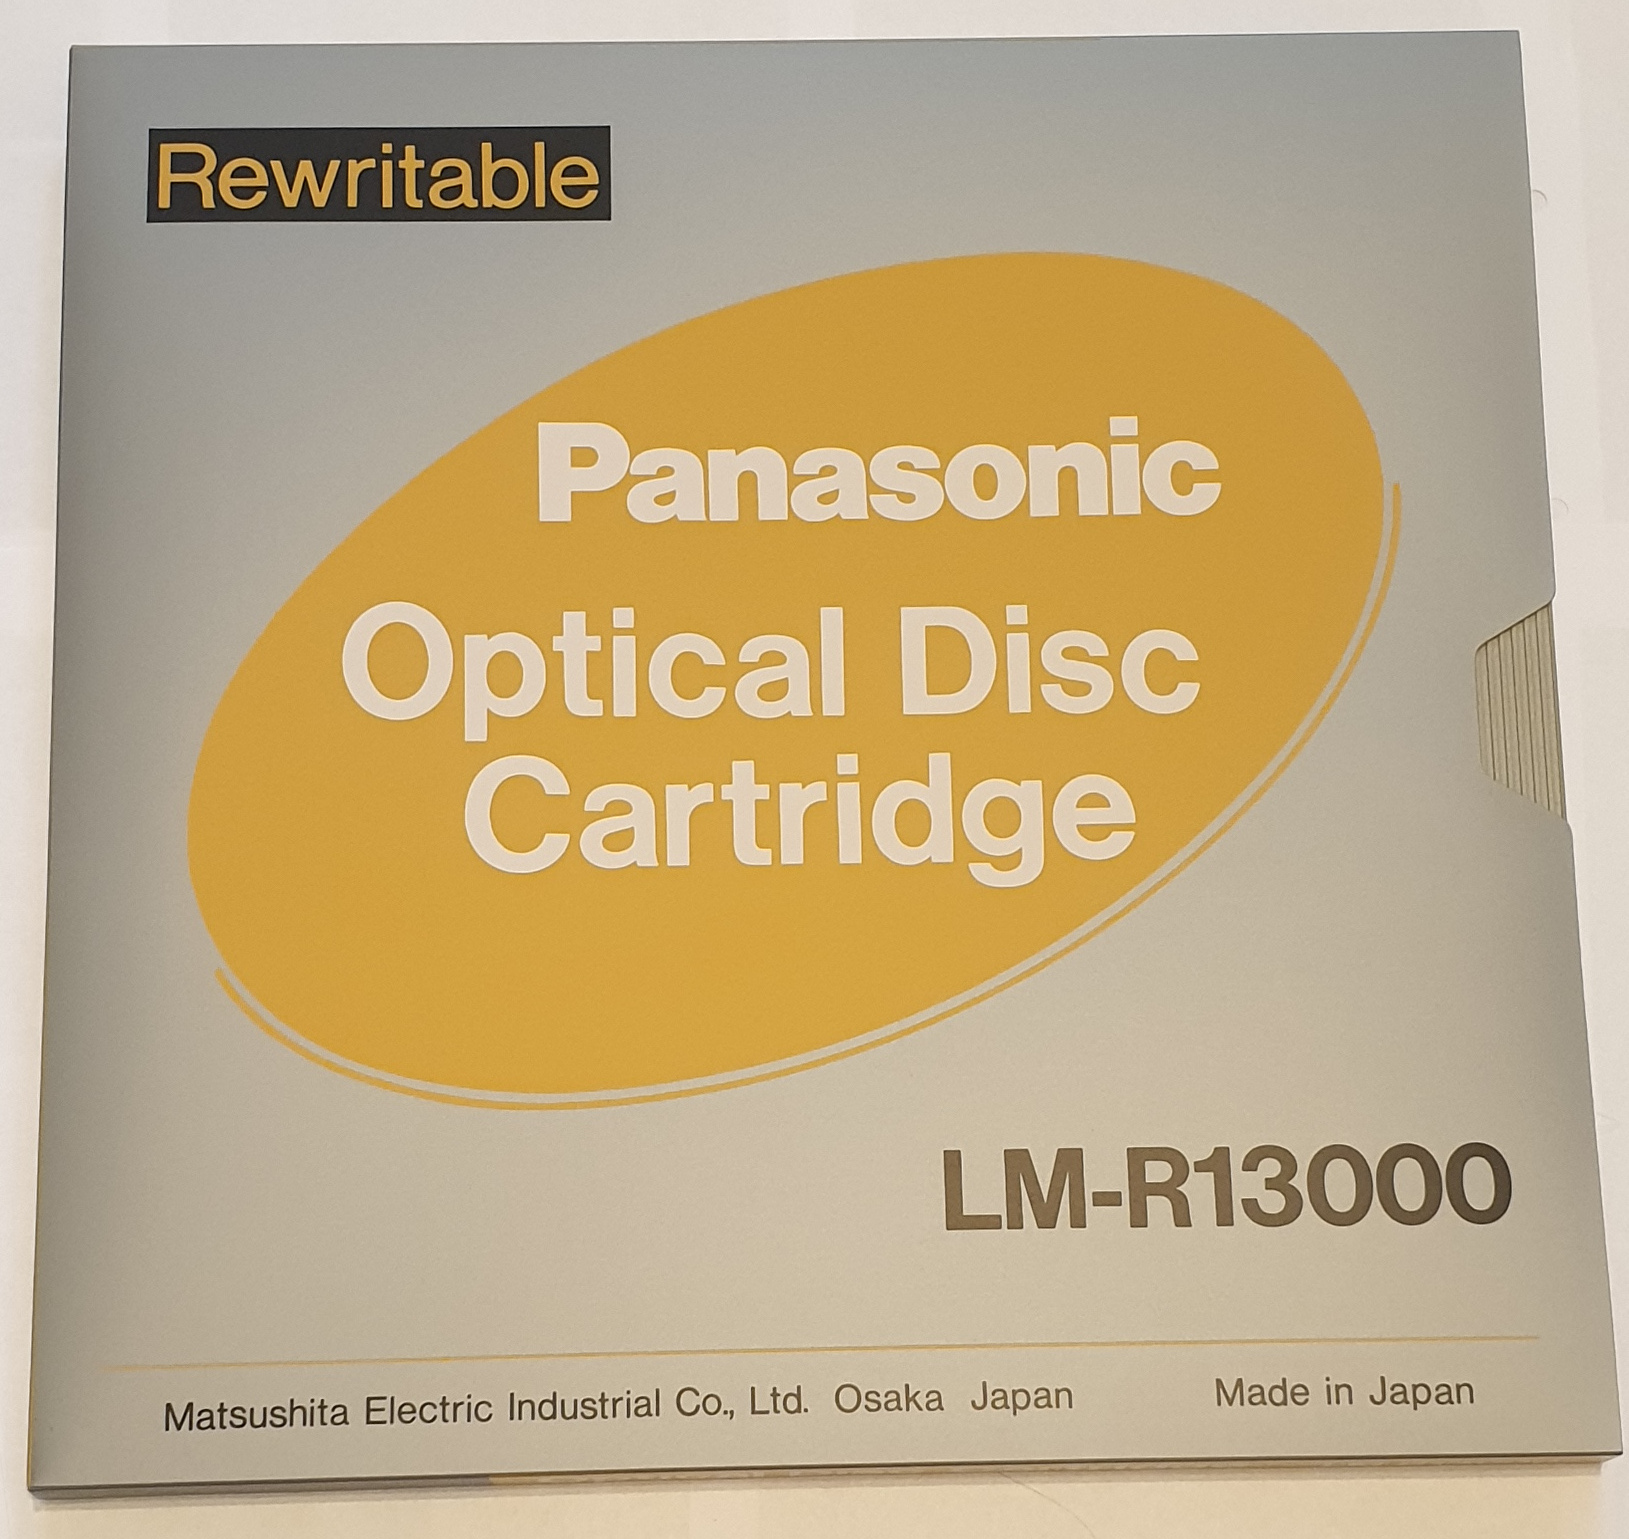 Rewritable
Panasonic
Optical Disc
Cartridge
LM-R13000
Matsushita Electric Industrial Co., Ltd. Osaka Japan Made in Japan